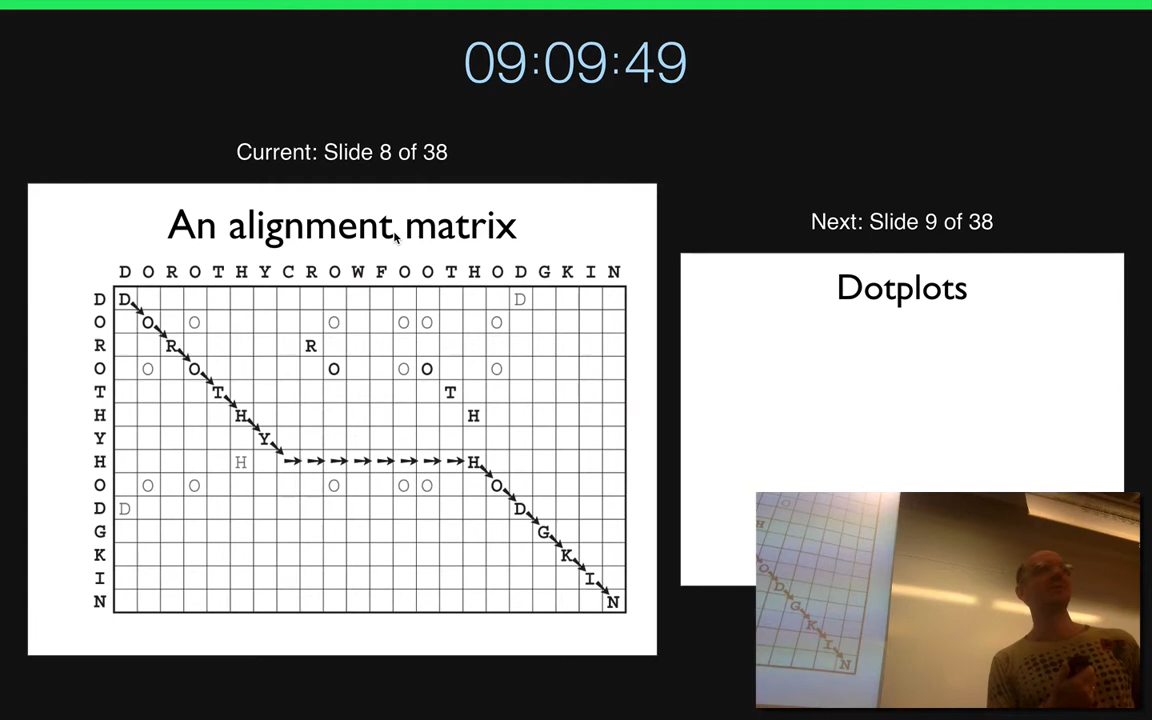 09:09:49
Current: Slide 8 of 38
Next: Slide 9 of 38
An alignment matrix
D O R O T H Y C R O W F O O T H O D G K I N
D D D
O O O O O O O
R R R
O O O O O O O
T T T
H H H
Y Y
H H H
O O O O O O O
D D D
G G
K K
I I
N N
Dotplots
O
H
O
D
G
K
I
N